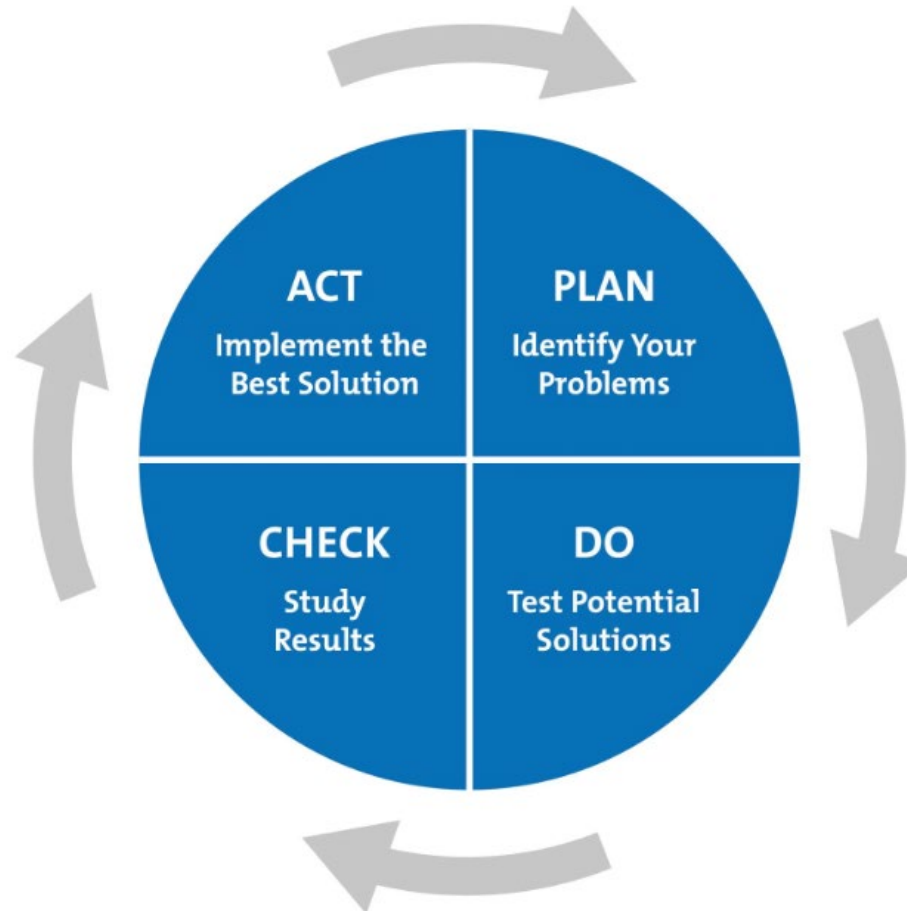 ACT
Implement the
Best Solution
PLAN
Identify Your
Problems
CHECK
Study
Results
DO
Test Potential
Solutions